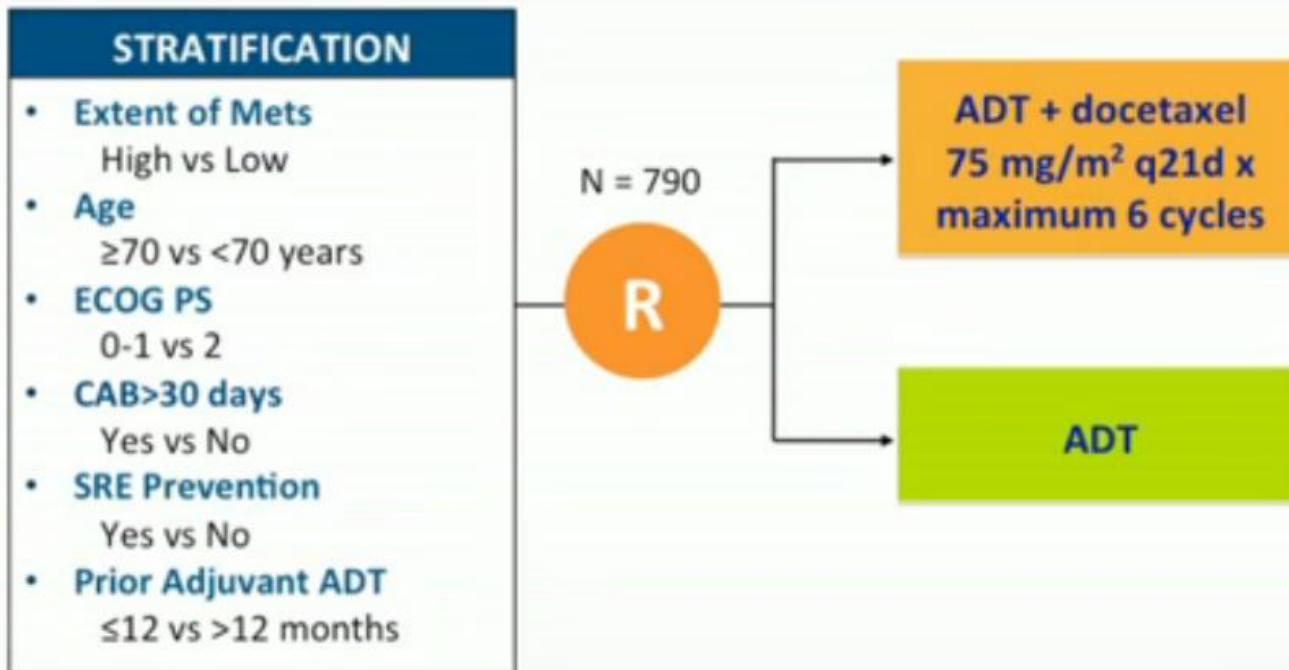 STRATIFICATION
• Extent of Mets
High vs Low
• Age
≥70 vs <70 years
• ECOG PS
0-1 vs 2
• CAB>30 days
Yes vs No
• SRE Prevention
Yes vs No
• Prior Adjuvant ADT
≤12 vs >12 months
N = 790
R
ADT + docetaxel
75 mg/m² q21d x
maximum 6 cycles
ADT